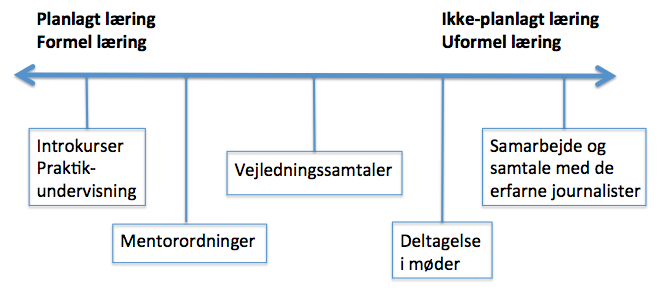 Planlagt læring
Formel læring
Ikke-planlagt læring
Uformel læring
Introkurser
Praktik-
undervisning
Mentorordninger
Vejledningssamtaler
Deltagelse
i møder
Samarbejde og
samtale med de
erfarne journalister